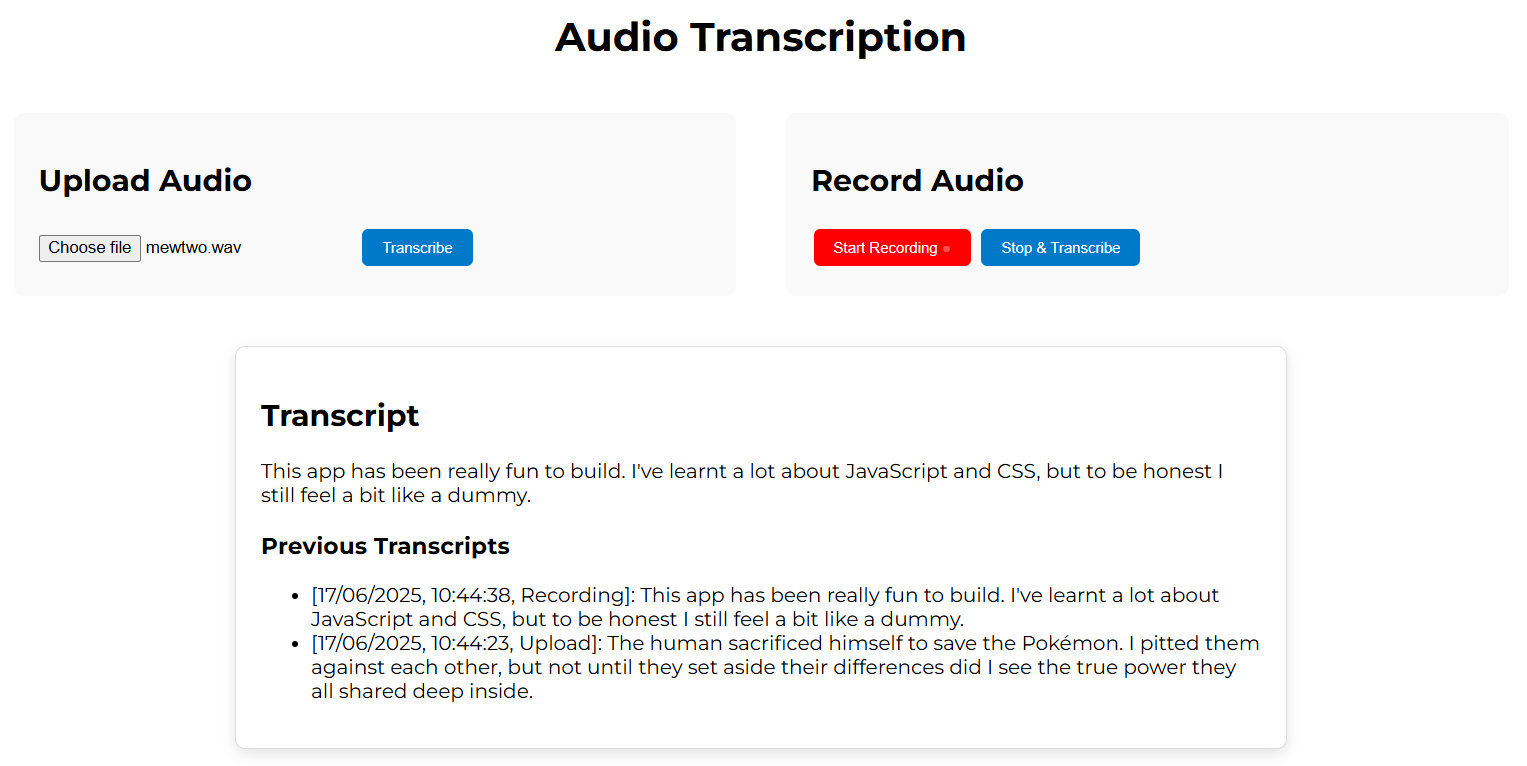 Audio Transcription
Upload Audio
Choose file mewtwo.wav
Transcribe
Record Audio
Start Recording
Stop & Transcribe
Transcript
This app has been really fun to build. I've learnt a lot about JavaScript and CSS, but to be honest I
still feel a bit like a dummy.
Previous Transcripts
• [17/06/2025, 10:44:38, Recording]: This app has been really fun to build. I've learnt a lot about
JavaScript and CSS, but to be honest I still feel a bit like a dummy.
• [17/06/2025, 10:44:23, Upload]: The human sacrificed himself to save the Pokémon. I pitted them
against each other, but not until they set aside their differences did I see the true power they
all shared deep inside.